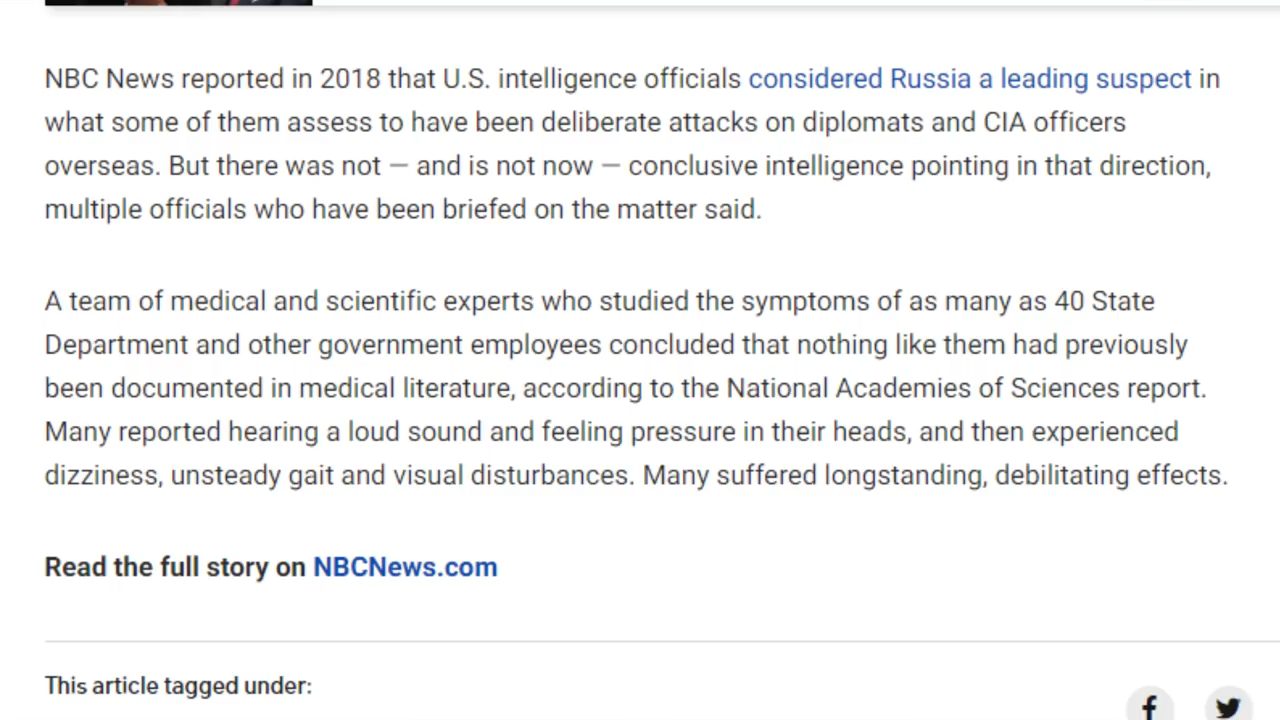 NBC News reported in 2018 that U.S. intelligence officials considered Russia a leading suspect in
what some of them assess to have been deliberate attacks on diplomats and CIA officers
overseas. But there was not — and is not now — conclusive intelligence pointing in that direction,
multiple officials who have been briefed on the matter said.
A team of medical and scientific experts who studied the symptoms of as many as 40 State
Department and other government employees concluded that nothing like them had previously
been documented in medical literature, according to the National Academies of Sciences report.
Many reported hearing a loud sound and feeling pressure in their heads, and then experienced
dizziness, unsteady gait and visual disturbances. Many suffered longstanding, debilitating effects.
Read the full story on NBCNews.com
This article tagged under: